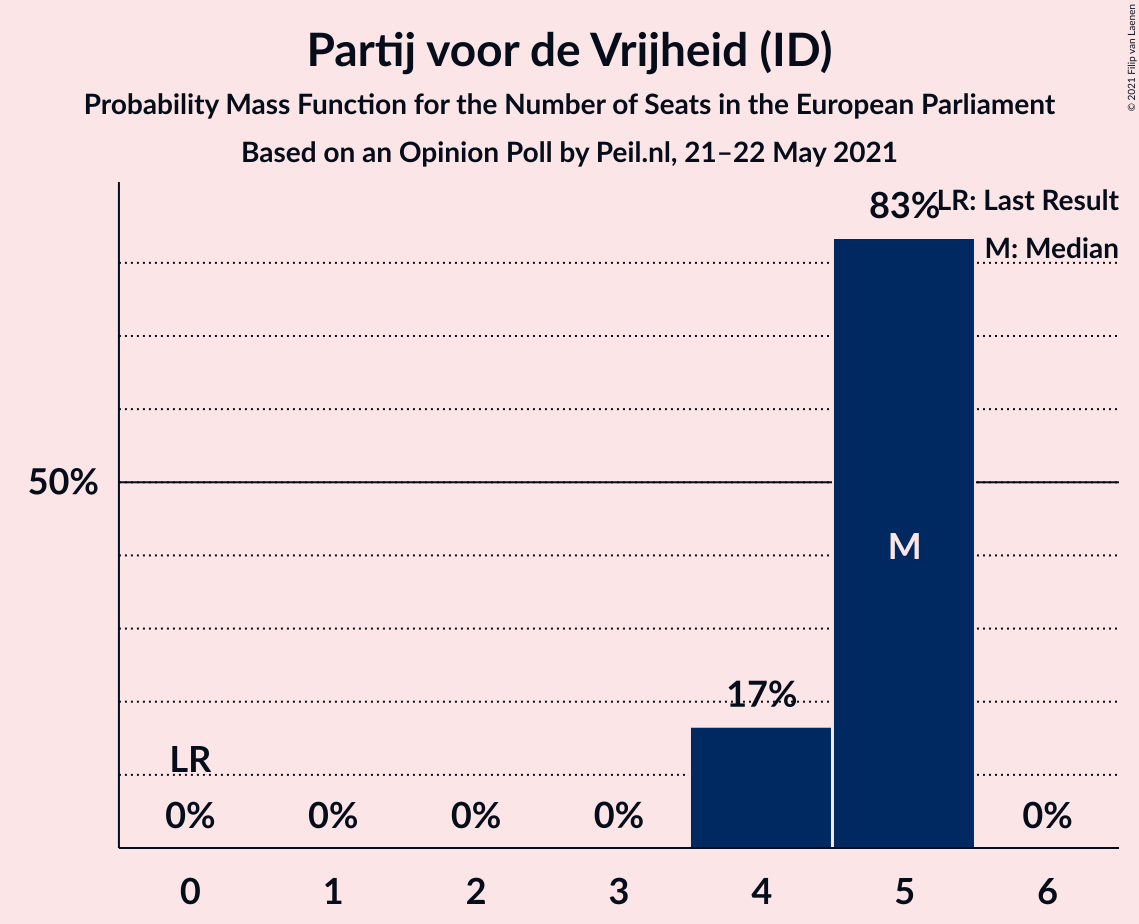 Partij voor de Vrijheid (ID)
Probability Mass Function for the Number of Seats in the European Parliament
Based on an Opinion Poll by Peil.nl, 21–22 May 2021
© 2021 Filip van Laenen
LR: Last Result
M: Median
83%
50%
M
17%
LR
0% 0% 0% 0% 0%
0 1 2 3 4 5 6